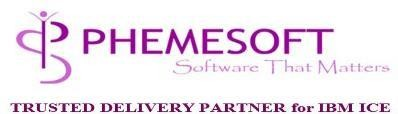 PHEMESOFT
Software That Matters
TRUSTED DELIVERY PARTNER for IBM ICE